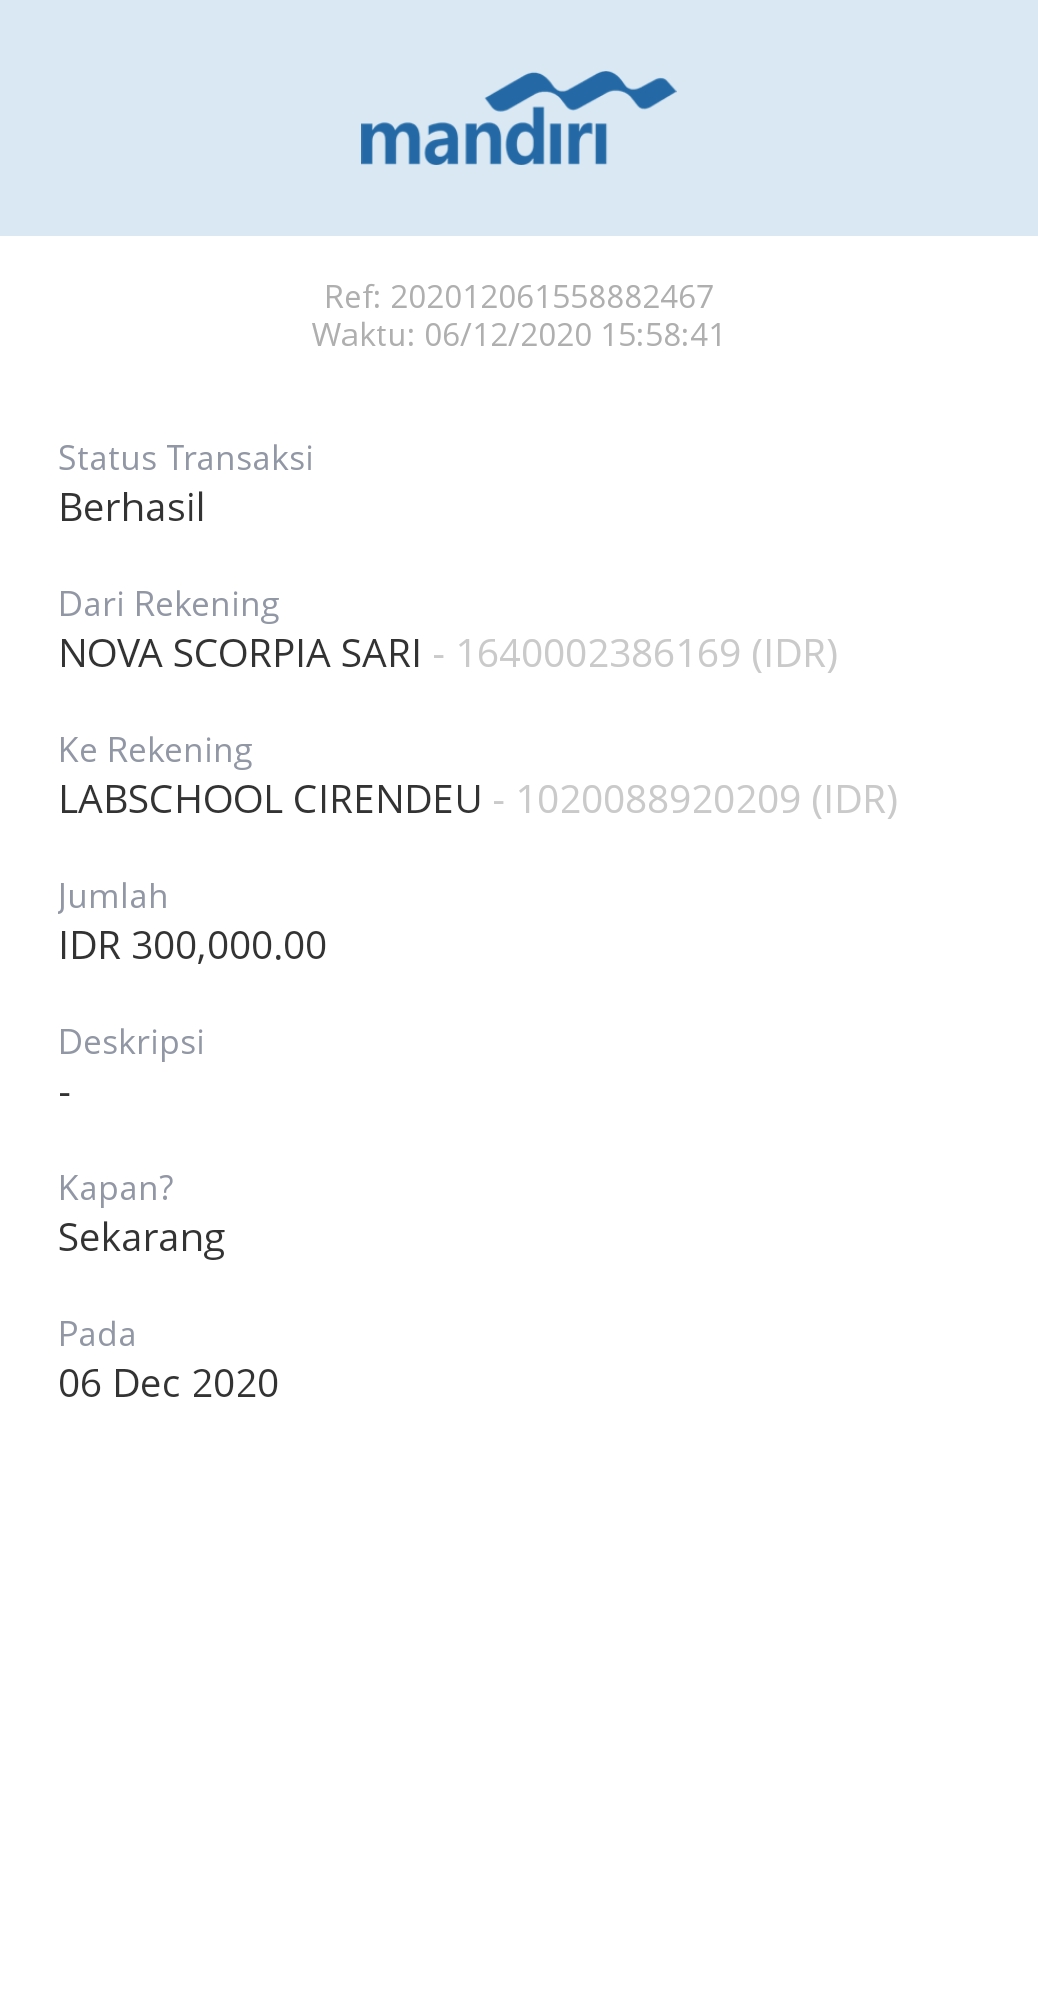 mandiri
Ref: 202012061558882467
Waktu: 06/12/2020 15:58:41
Status Transaksi
Berhasil
Dari Rekening
NOVA SCORPIA SARI - 1640002386169 (IDR)
Ke Rekening
LABSCHOOL CIRENDEU - 1020088920209 (IDR)
Jumlah
IDR 300,000.00
Deskripsi
-
Kapan?
Sekarang
Pada
06 Dec 2020